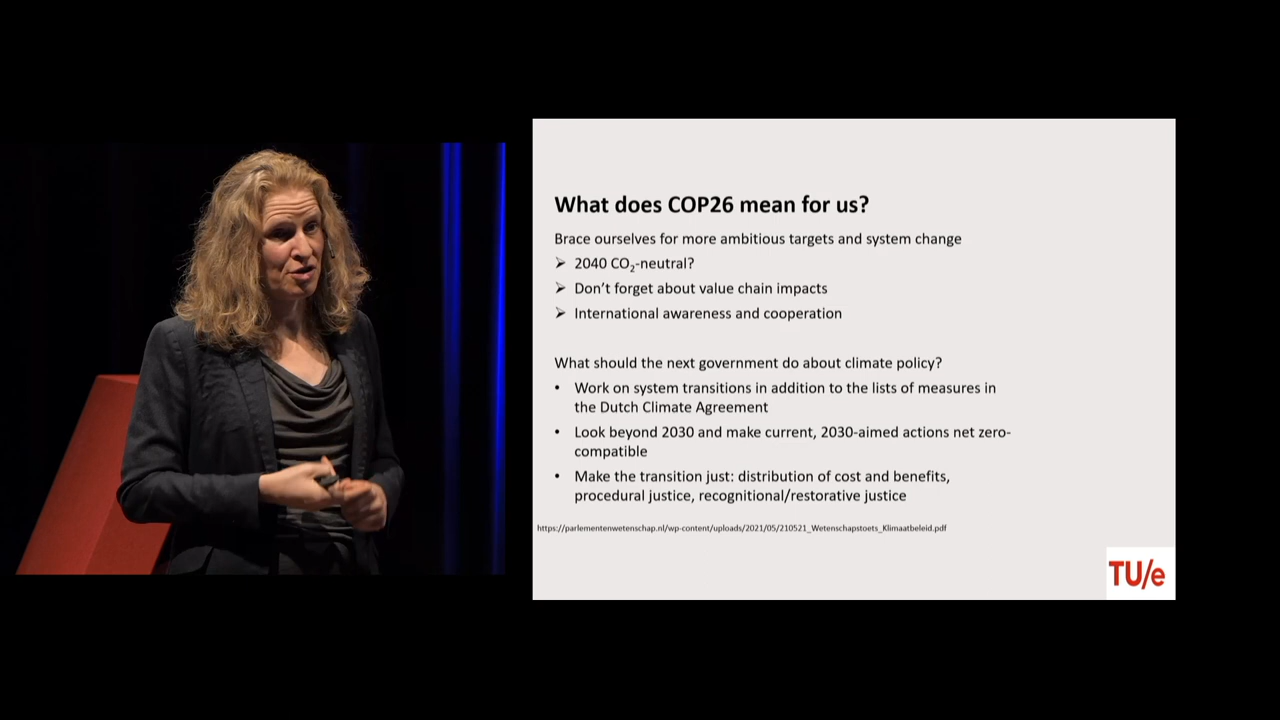 What does COP26 mean for us?
Brace ourselves for more ambitious targets and system change
➢ 2040 CO₂-neutral?
➢ Don't forget about value chain impacts
➢ International awareness and cooperation
What should the next government do about climate policy?
• Work on system transitions in addition to the lists of measures in
the Dutch Climate Agreement
• Look beyond 2030 and make current, 2030-aimed actions net zero-
compatible
• Make the transition just: distribution of cost and benefits,
procedural justice, recognitional/restorative justice
https://parlementenwetenschap.nl/wp-content/uploads/2021/05/210521_Wetenschapstoets_Klimaatbeleid.pdf
TU/e